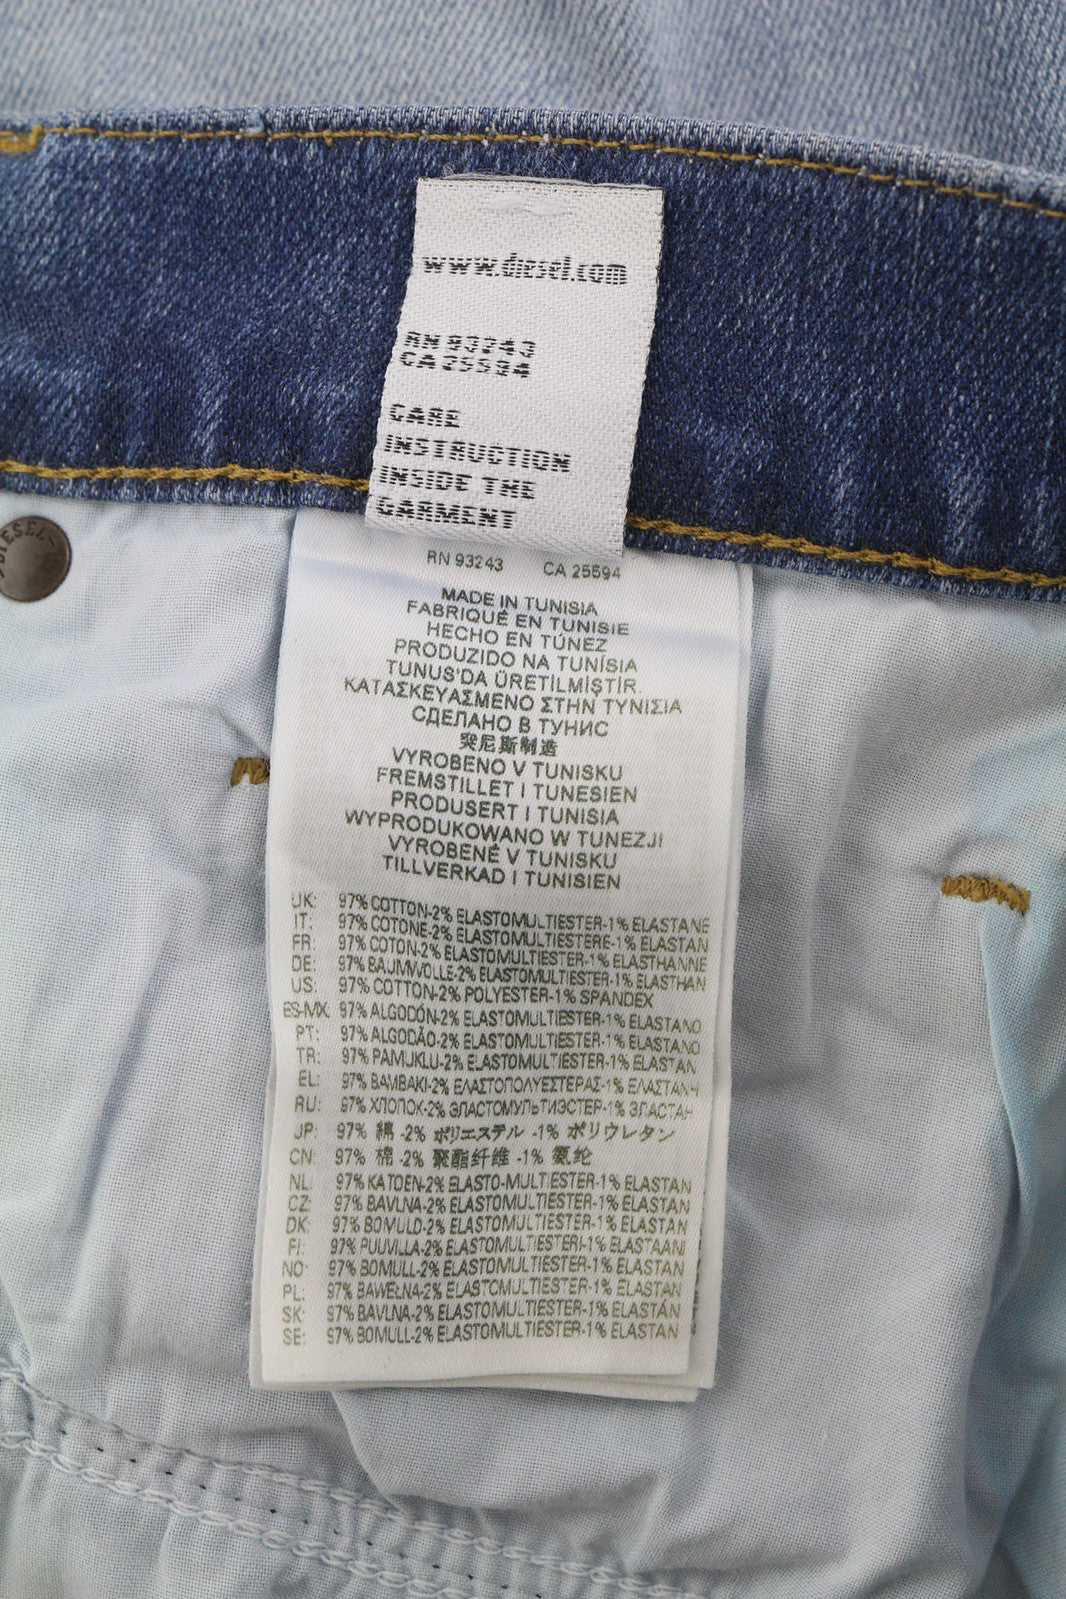 www.diesel.com
RN 93243
CA 25594
CARE
INSTRUCTION
INSIDE THE
GARMENT
DIESEL
RN 93243 CA 25594
MADE IN TUNISIA
FABRIQUÉ EN TUNISIE
HECHO EN TÚNEZ
PRODUZIDO NA TUNÍSIA
TUNUS'DA ÜRETİLMİŞTİR.
ΚΑΤΑΣΚΕΥΑΣΜΕΝΟ ΣΤΗΝ ΤΥΝΙΣΙΑ
СДЕЛАНО В ТУНИС
突尼斯制造
VYROBENO V TUNISKU
FREMSTILLET I TUNESIEN
PRODUSERT I TUNISIA
WYPRODUKOWANO W TUNEZJI
VYROBENÉ V TUNISKU
TILLVERKAD I TUNISIEN
UK: 97% COTTON-2% ELASTOMULTIESTER-1% ELASTANE
IT: 97% COTONE-2% ELASTOMULTIESTERE-1% ELASTAN
FR: 97% COTON-2% ELASTOMULTIESTER-1% ELASTHANNE
DE: 97% BAUMWOLLE-2% ELASTOMULTIESTER-1% ELASTHAN
US: 97% COTTON-2% POLYESTER-1% SPANDEX
ES-MX: 97% ALGODÓN-2% ELASTOMULTIESTER-1% ELASTANO
PT: 97% ALGODÃO-2% ELASTOMULTIESTER-1% ELASTANO
TR: 97% PAMUKLU-2% ELASTOMULTIESTER-1% ELASTAN
EL: 97% ΒΑΜΒΑΚΙ-2% ΕΛΑΣΤΟΠΟΛΥΕΣΤΕΡΑΣ-1% ΕΛΑΣΤΑΝΗ
RU: 97% ХЛОПОК-2% ЭЛАСТОМУЛЬТИЭСТЕР-1% ЭЛАСТАН
JP: 97% 綿 -2% ポリエステル -1% ポリウレタン
CN: 97% 棉 -2% 聚酯纤维 -1% 氨纶
NL: 97% KATOEN-2% ELASTO-MULTIESTER-1% ELASTAN
CZ: 97% BAVLNA-2% ELASTOMULTIESTER-1% ELASTAN
DK: 97% BOMULD-2% ELASTOMULTIESTER-1% ELASTAN
FI: 97% PUUVILLA-2% ELASTOMULTIESTERI-1% ELASTAANI
NO: 97% BOMULL-2% ELASTOMULTIESTER-1% ELASTAN
PL: 97% BAWEŁNA-2% ELASTOMULTIESTER-1% ELASTAN
SK: 97% BAVLNA-2% ELASTOMULTIESTER-1% ELASTÁN
SE: 97% BOMULL-2% ELASTOMULTIESTER-1% ELASTAN